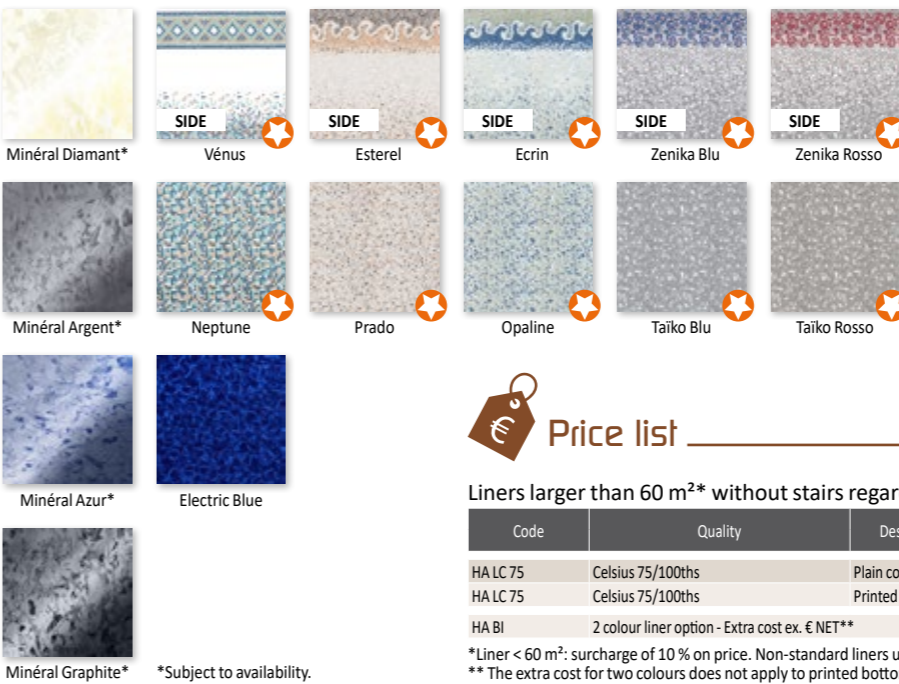 SIDE SIDE SIDE SIDE SIDE
Minéral Diamant* Vénus Esterel Ecrin Zenika Blu Zenika Rosso
Minéral Argent* Neptune Prado Opaline Taïko Blu Taïko Rosso
Minéral Azur* Electric Blue
€ Price list
Liners larger than 60 m²* without stairs regar
Code Quality Des
HA LC 75 Celsius 75/100ths Plain co
HA LC 75 Celsius 75/100ths Printed
HA BI 2 colour liner option - Extra cost ex. € NET**
*Liner < 60 m²: surcharge of 10 % on price. Non-standard liners u
** The extra cost for two colours does not apply to printed botto
Minéral Graphite* *Subject to availability.